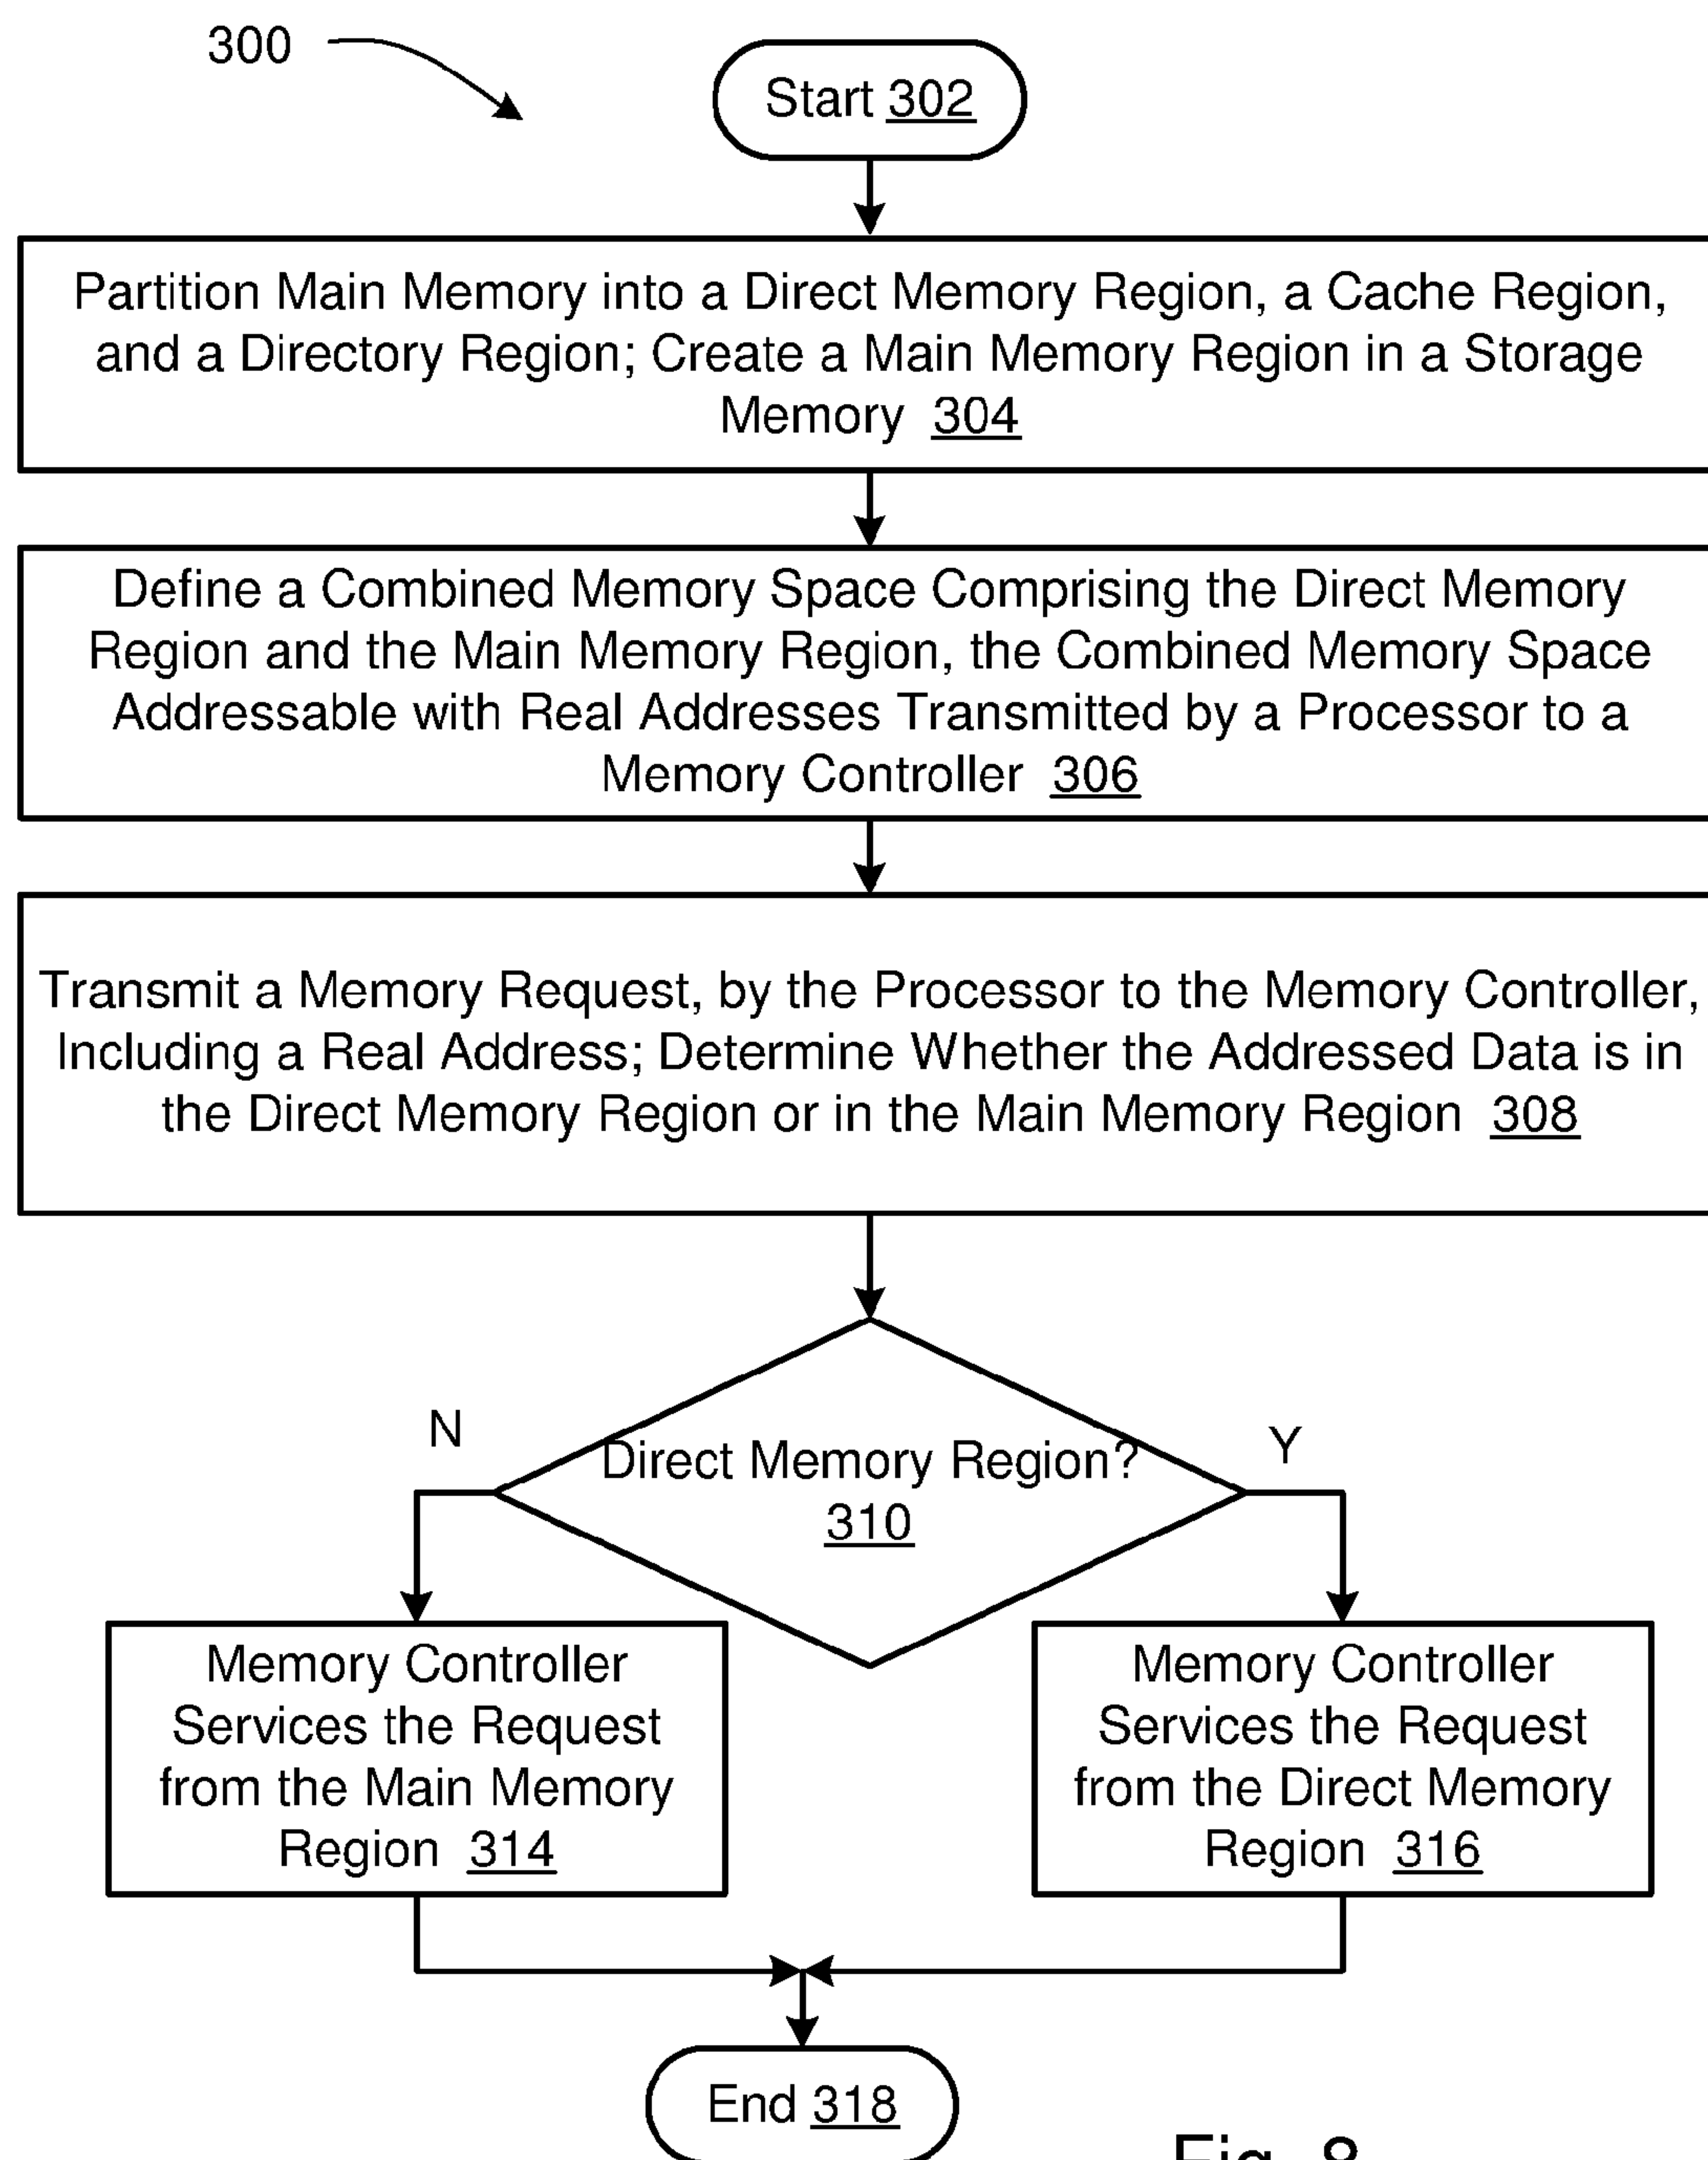 300
Start 302
Partition Main Memory into a Direct Memory Region, a Cache Region,
and a Directory Region; Create a Main Memory Region in a Storage
Memory 304
Define a Combined Memory Space Comprising the Direct Memory
Region and the Main Memory Region, the Combined Memory Space
Addressable with Real Addresses Transmitted by a Processor to a
Memory Controller 306
Transmit a Memory Request, by the Processor to the Memory Controller,
Including a Real Address; Determine Whether the Addressed Data is in
the Direct Memory Region or in the Main Memory Region 308
N
Y
Direct Memory Region?
310
Memory Controller
Services the Request
from the Main Memory
Region 314
Memory Controller
Services the Request
from the Direct Memory
Region 316
End 318
Fig. 8